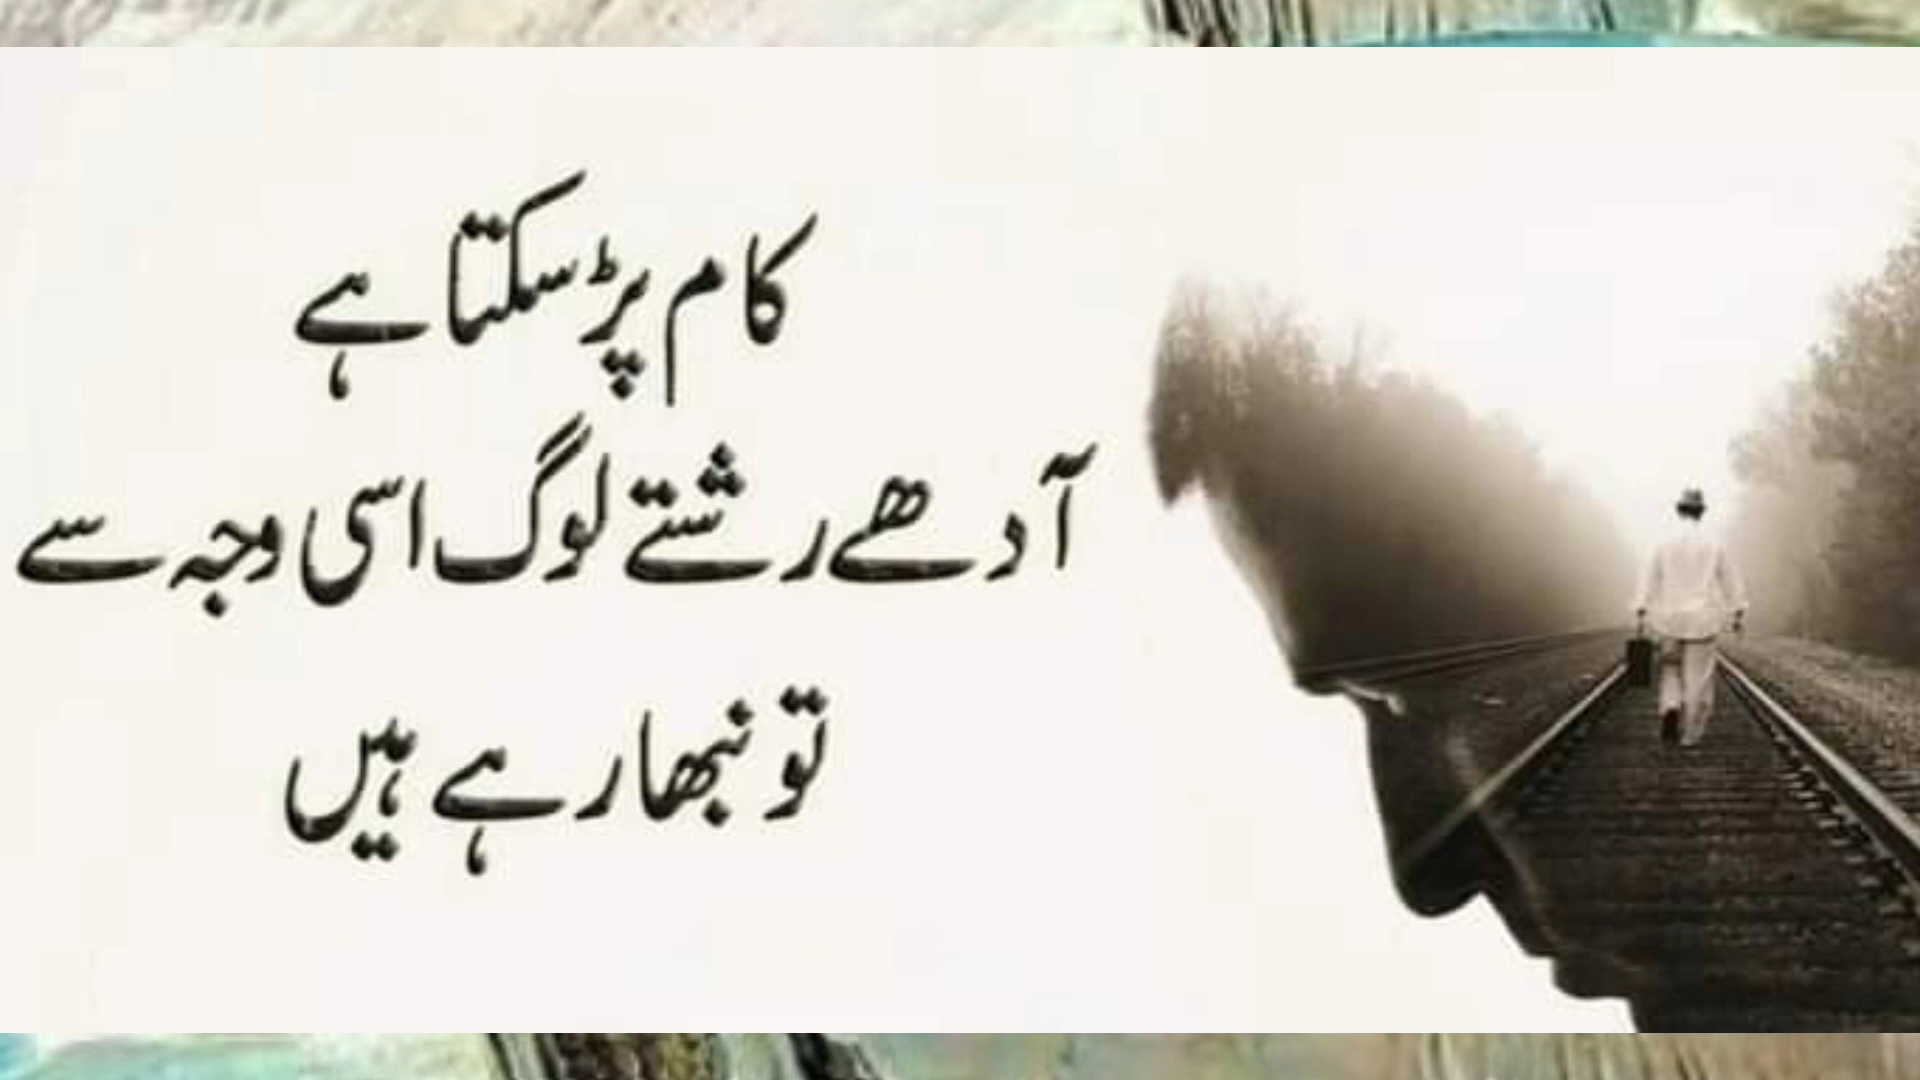 کام پڑ سکتا ہے
آدھے رشتے لوگ اسی وجہ سے
تو نبھا رہے ہیں